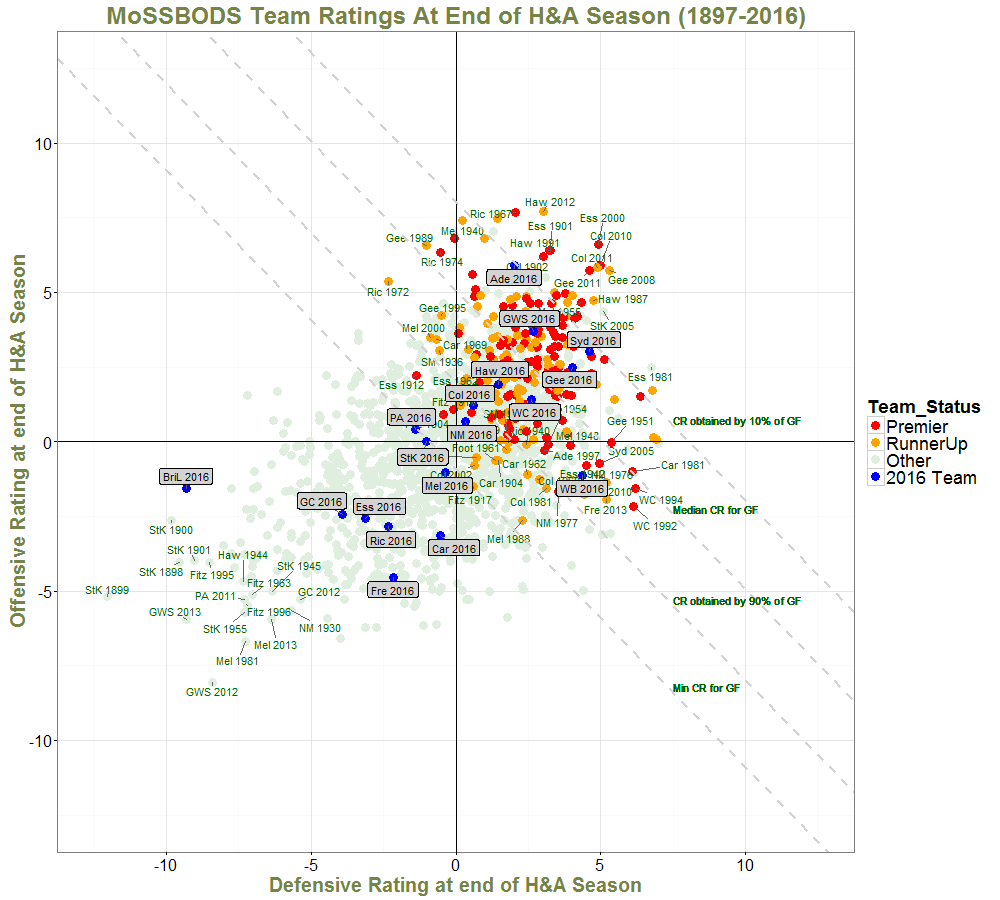 MoSSBODS Team Ratings At End of H&A Season (1897-2016)
Offensive Rating at end of H&A Season
10
5
0
-5
-10
Haw 2012
Ric 1967
Ess 2000
Ess 1901
Mel 1940
Gee 1989
Col 2010
Haw 1991
Ric 1974
Col 2011
1902
Ade 2016
Gee 2011
Gee 2008
Ric 1972
Haw 1987
Gee 1995
GWS 2016
StK 2005
Mel 2000
Syd 2016
Car 1969
SM 1936
Haw 2016
Gee 2016
Ess 1981
Ess 1912
Col 2016
PA 2016
WC 2016
1954
Gee 1951
CR obtained by 10% of GF
NM 2016
Mel 1948
Foot 1961
StK 2016
Ade 1997
Syd 2005
Car 1962
Car 1981
BriL 2016
Mel 2016
Car 1904
WB 2016
Fitz 1917
Col 1981
WC 1994
GC 2016
Ess 2016
Fre 2013
Median CR for GF
NM 1977
WC 1992
StK 1900
Ric 2016
Mel 1988
Car 2016
StK 1901
Haw 1944
StK 1898
Fitz 1995
StK 1945
StK 1899
Fitz 1963
Fre 2016
PA 2011
GC 2012
CR obtained by 90% of GF
GWS 2013
Fitz 1996
StK 1955
NM 1930
Mel 2013
Mel 1981
GWS 2012
Min CR for GF
-10
-5
0
5
10
Defensive Rating at end of H&A Season
Team_Status
Premier
RunnerUp
Other
2016 Team